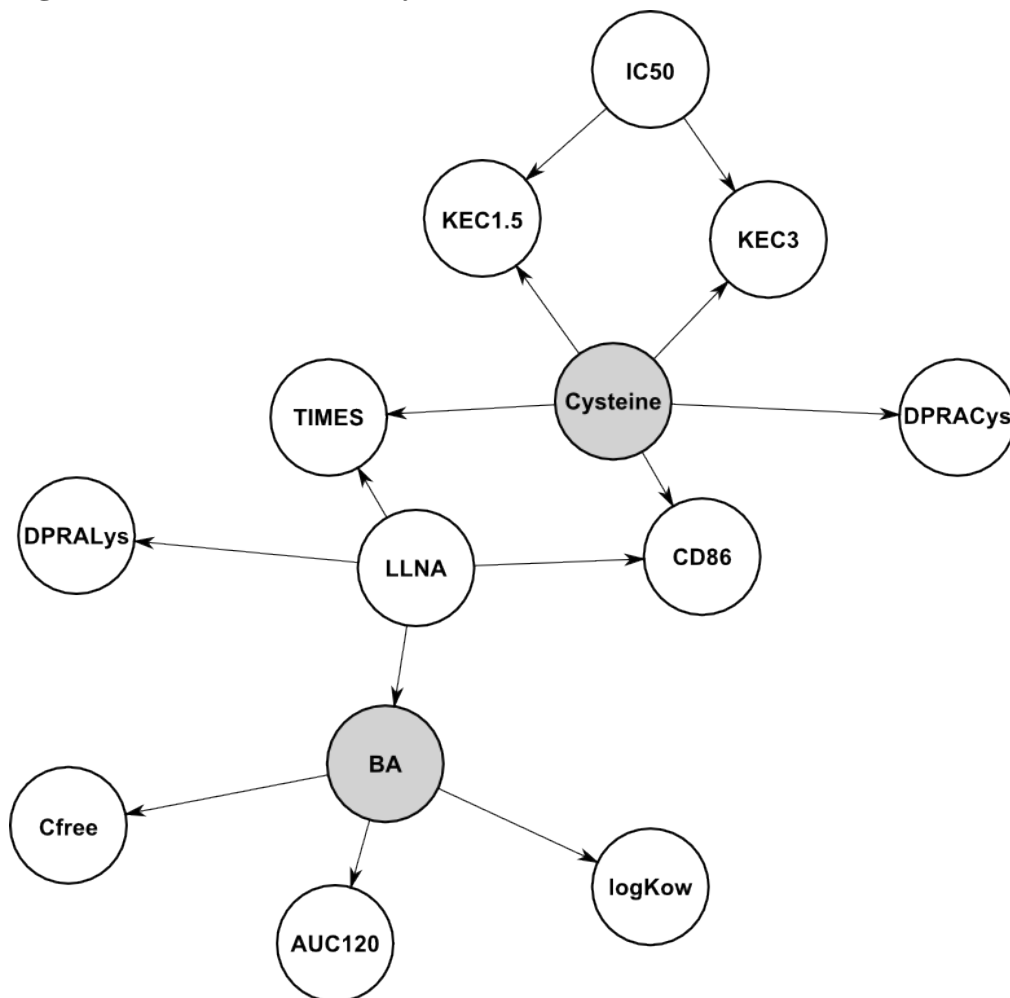 IC50
KEC1.5
KEC3
Cysteine
TIMES
DPRACys
DPRALys
LLNA
CD86
BA
Cfree
logKow
AUC120